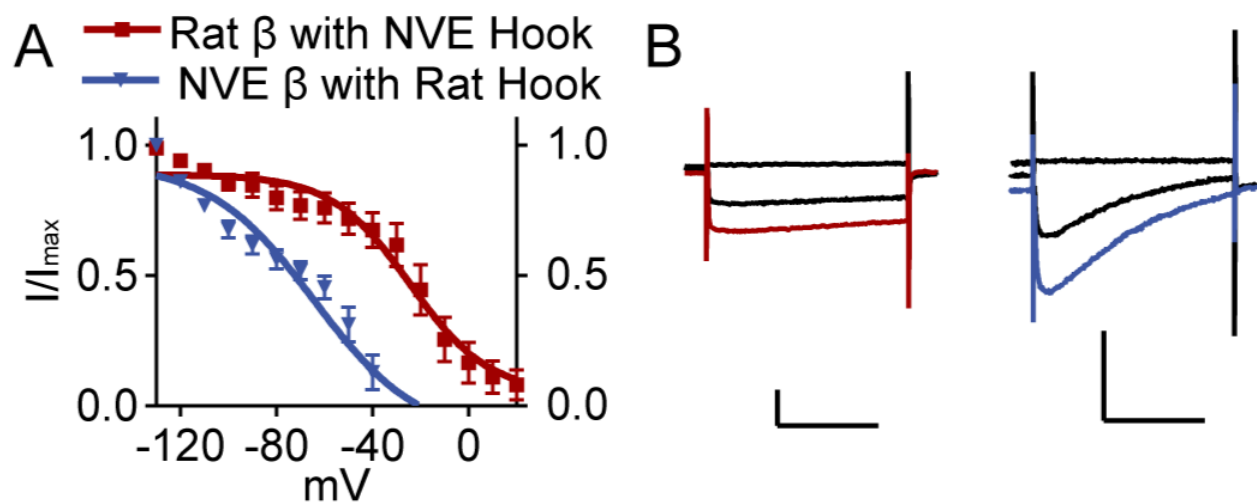 A
Rat β with NVE Hook
NVE β with Rat Hook
B
1.0
1.0
0.5
0.5
0.0
0.0
I/Imax
-120 -80 -40 0
mV